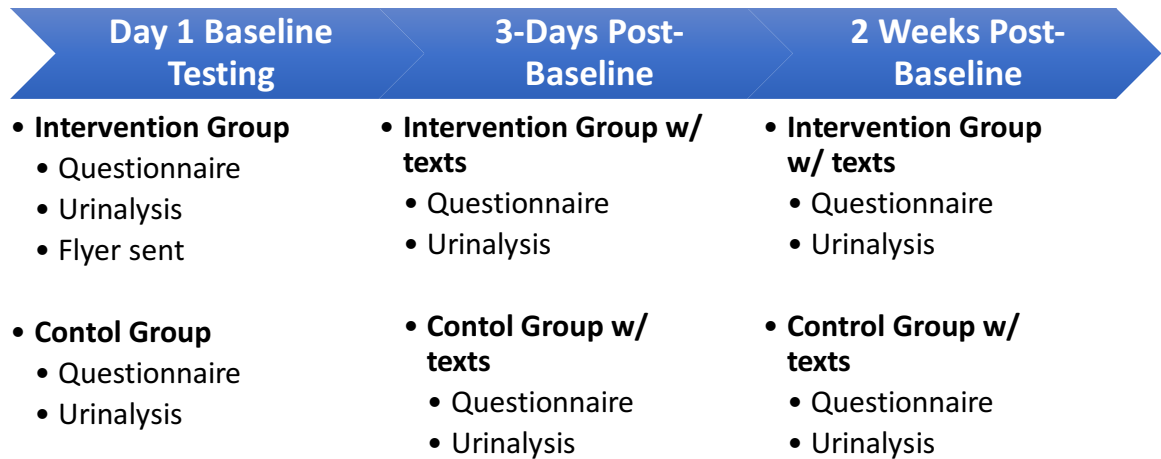 Day 1 Baseline
Testing
• Intervention Group
• Questionnaire
• Urinalysis
• Flyer sent
• Contol Group
• Questionnaire
• Urinalysis
3-Days Post-
Baseline
• Intervention Group w/
texts
• Questionnaire
• Urinalysis
• Contol Group w/
texts
• Questionnaire
• Urinalysis
2 Weeks Post-
Baseline
• Intervention Group
w/ texts
• Questionnaire
• Urinalysis
• Control Group w/
texts
• Questionnaire
• Urinalysis